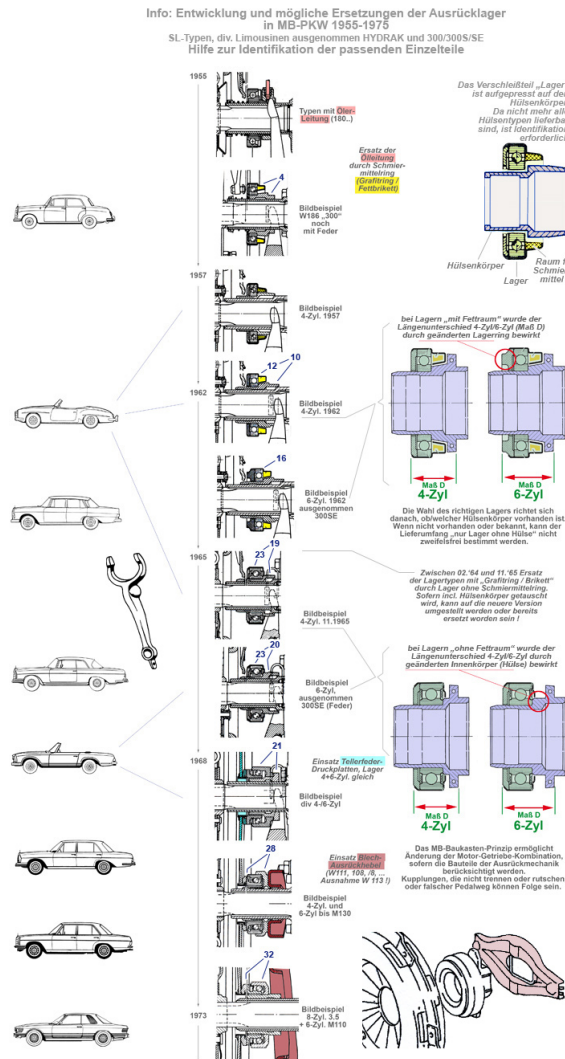 Info: Entwicklung und mögliche Ersetzungen der Ausrücklager
in MB-PKW 1955-1975
SL-Typen, div. Limousinen ausgenommen HYDRAK und 300/300S/SE
Hilfe zur Identifikation der passenden Einzelteile
1955
Typen mit Öler-
Leitung (180..)
Das Verschleißteil „Lager
ist aufgepresst auf den
Hülsenkörper
Da nicht mehr alle
Hülsentypen lieferba
sind, ist Identifikation
erforderlich
Ersatz der
Ölleitung
durch Schmier-
mittelring
(Grafitring /
Fettbrikett)
4
Bildbeispiel
W186 „300“
noch
mit Feder
Hülsenkörper
Lager
Raum f
Schmier
mittel
1957
Bildbeispiel
4-Zyl. 1957
bei Lagern „mit Fettraum“ wurde der
Längenunterschied 4-Zyl/6-Zyl (Maß D)
durch geänderten Lagerring bewirkt
10
12
1962
Bildbeispiel
4-Zyl. 1962
Maß D
4-Zyl
Maß D
6-Zyl
16
Bildbeispiel
6-Zyl. 1962
ausgenommen
300SE
Die Wahl des richtigen Lagers richtet sich
danach, ob/welcher Hülsenkörper vorhanden ist.
Wenn nicht vorhanden oder bekannt, kann der
Lieferumfang „nur Lager ohne Hülse“ nicht
zweifelsfrei bestimmt werden.
1965
19
23
Zwischen 02.'64 und 11.'65 Ersatz
der Lagertypen mit „Grafitring / Brikett“
durch Lager ohne Schmiermittelring.
Sofern incl. Hülsenkörper getauscht
wird, kann auf die neuere Version
umgestellt werden oder bereits
ersetzt worden sein !
Bildbeispiel
4-Zyl. 11.1965
20
23
Bildbeispiel
6-Zyl,
ausgenommen
300SE (Feder)
bei Lagern „ohne Fettraum“ wurde der
Längenunterschied 4-Zyl/6-Zyl durch
geänderten Innenkörper (Hülse) bewirkt
1968
21
Einsatz Tellerfeder-
Druckplatten, Lager
4+6-Zyl. gleich
Bildbeispiel
div 4-/6-Zyl
Maß D
4-Zyl
Maß D
6-Zyl
28
Einsatz Blech-
Ausrückhebel
(W111, 108, /8, ...
Ausnahme W 113 !)
Bildbeispiel
4-Zyl. und
6-Zyl bis M130
Das MB-Baukasten-Prinzip ermöglicht
Änderung der Motor-Getriebe-Kombination,
sofern die Bauteile der Ausrückmechanik
berücksichtigt werden.
Kupplungen, die nicht trennen oder rutschen
oder falscher Pedalweg können Folge sein.
32
1973
Bildbeispiel
8-Zyl. 3.5
+ 6-Zyl. M110